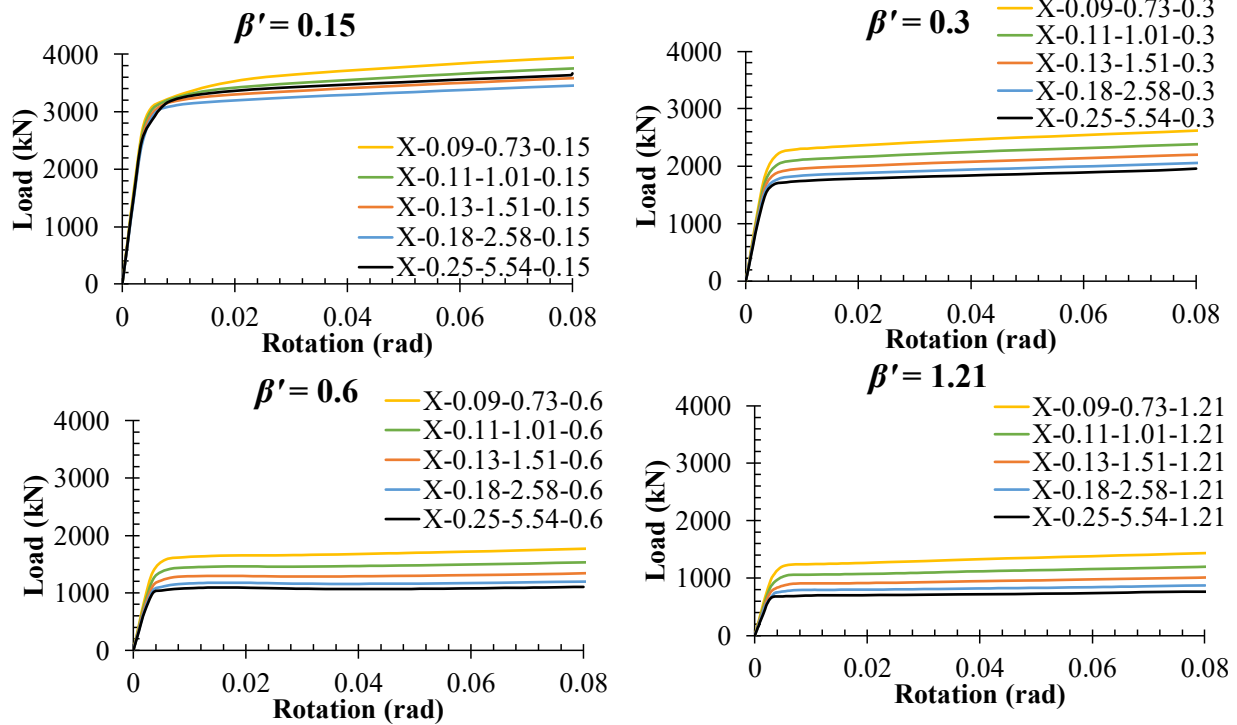 β′ = 0.15
4000
3000
2000
1000
0
Load (kN)
X-0.09-0.73-0.15
X-0.11-1.01-0.15
X-0.13-1.51-0.15
X-0.18-2.58-0.15
X-0.25-5.54-0.15
0 0.02 0.04 0.06 0.08
Rotation (rad)
β′ = 0.3
X-0.09-0.73-0.3
X-0.11-1.01-0.3
X-0.13-1.51-0.3
X-0.18-2.58-0.3
X-0.25-5.54-0.3
4000
3000
2000
1000
0
Load (kN)
0 0.02 0.04 0.06 0.08
Rotation (rad)
β′ = 0.6
X-0.09-0.73-0.6
X-0.11-1.01-0.6
X-0.13-1.51-0.6
X-0.18-2.58-0.6
X-0.25-5.54-0.6
4000
3000
2000
1000
0
Load (kN)
0 0.02 0.04 0.06 0.08
Rotation (rad)
β′ = 1.21
X-0.09-0.73-1.21
X-0.11-1.01-1.21
X-0.13-1.51-1.21
X-0.18-2.58-1.21
X-0.25-5.54-1.21
4000
3000
2000
1000
0
Load (kN)
0 0.02 0.04 0.06 0.08
Rotation (rad)